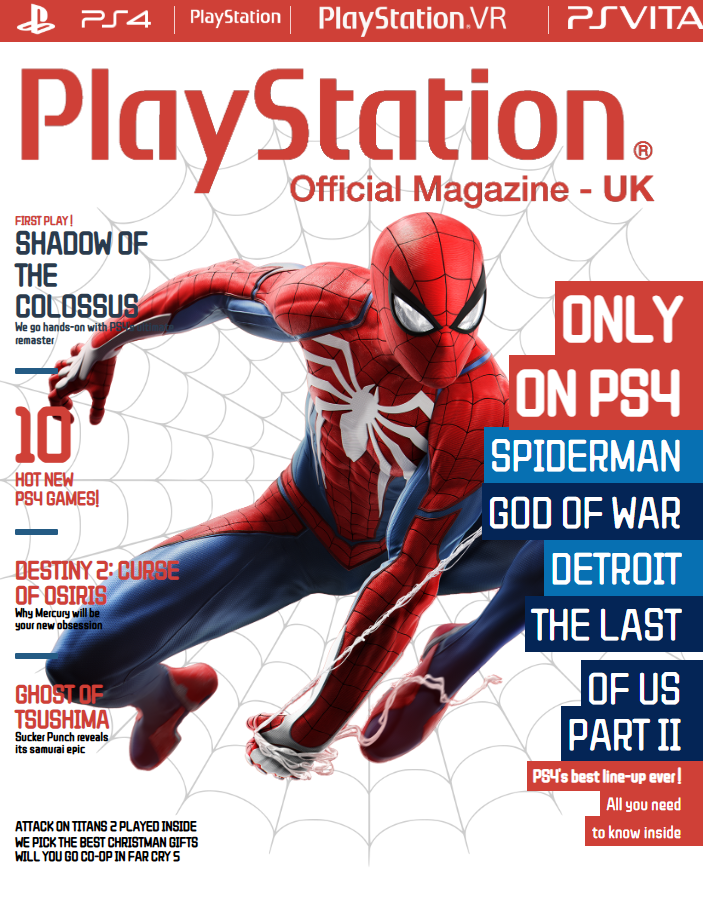 PS4 PlayStation PlayStation.VR PSVITA
PlayStation®
Official Magazine - UK
FIRST PLAY!
SHADOW OF
THE
COLOSSUS
We go hands-on with PS4
remaster
10
HOT NEW
PS4 GAMES!
DESTINY 2: CURSE
OF OSIRIS
Why Mercury will be
your new obsession
GHOST OF
TSUSHIMA
Sucker Punch reveals
its samurai epic
ATTACK ON TITANS 2 PLAYED INSIDE
WE PICK THE BEST CHRISTMAN GIFTS
WILL YOU GO CO-OP IN FAR CRY 5
ONLY
ON PS4
SPIDERMAN
GOD OF WAR
DETROIT
THE LAST
OF US
PART II
PS4's best line-up ever!
All you need
to know inside